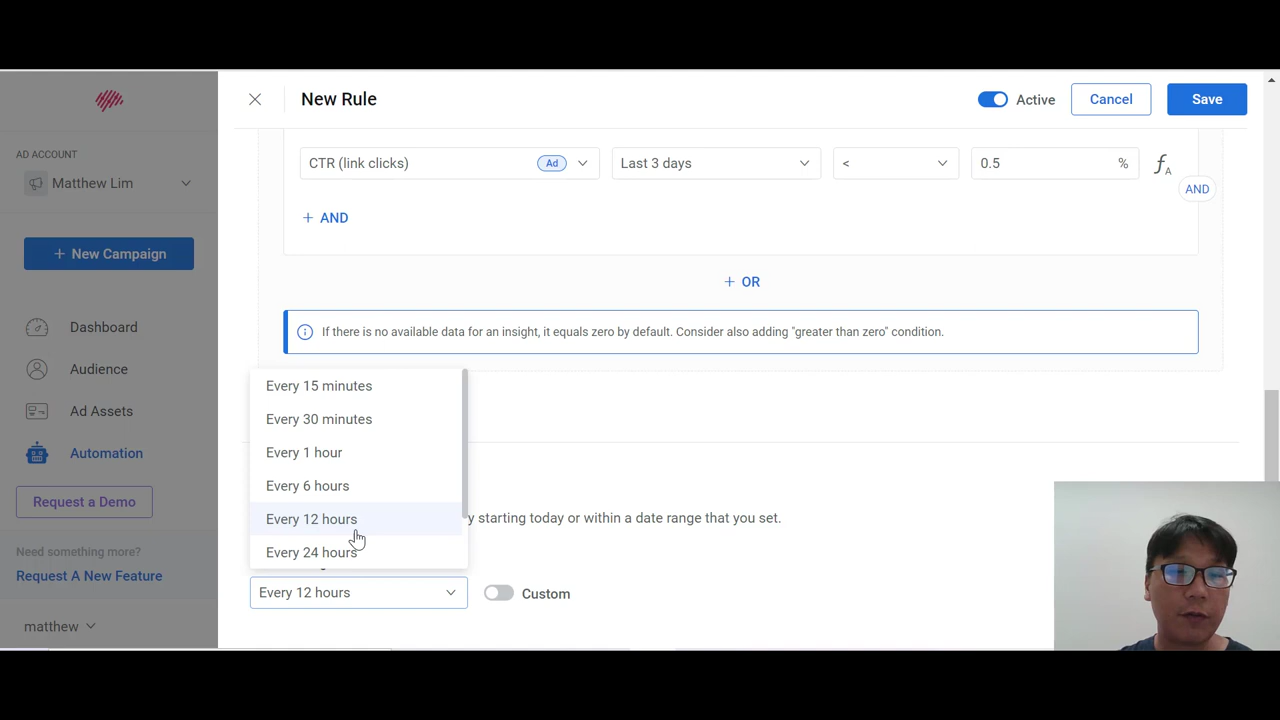 New Rule
Active
Cancel
Save
AD ACCOUNT
Matthew Lim
+ New Campaign
Dashboard
Audience
Ad Assets
Automation
Request a Demo
Need something more?
Request A New Feature
matthew
CTR (link clicks)
Ad
Last 3 days
<
0.5
%
fA
AND
+ AND
+ OR
If there is no available data for an insight, it equals zero by default. Consider also adding "greater than zero" condition.
Every 15 minutes
Every 30 minutes
Every 1 hour
Every 6 hours
Every 12 hours
Every 24 hours
y starting today or within a date range that you set.
Every 12 hours
Custom